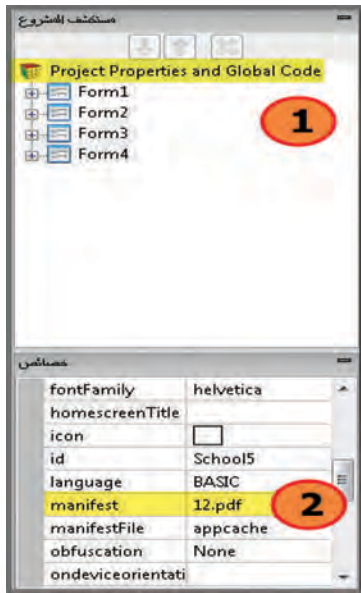 مستكشف المشروع
Project Properties and Global Code
Form1
Form2
Form3
Form4
1
خصائص
fontFamily helvetica
homescreenTitle
icon
id School5
language BASIC
manifest 12.pdf
2
manifestFile appcache
obfuscation None
ondeviceorientati